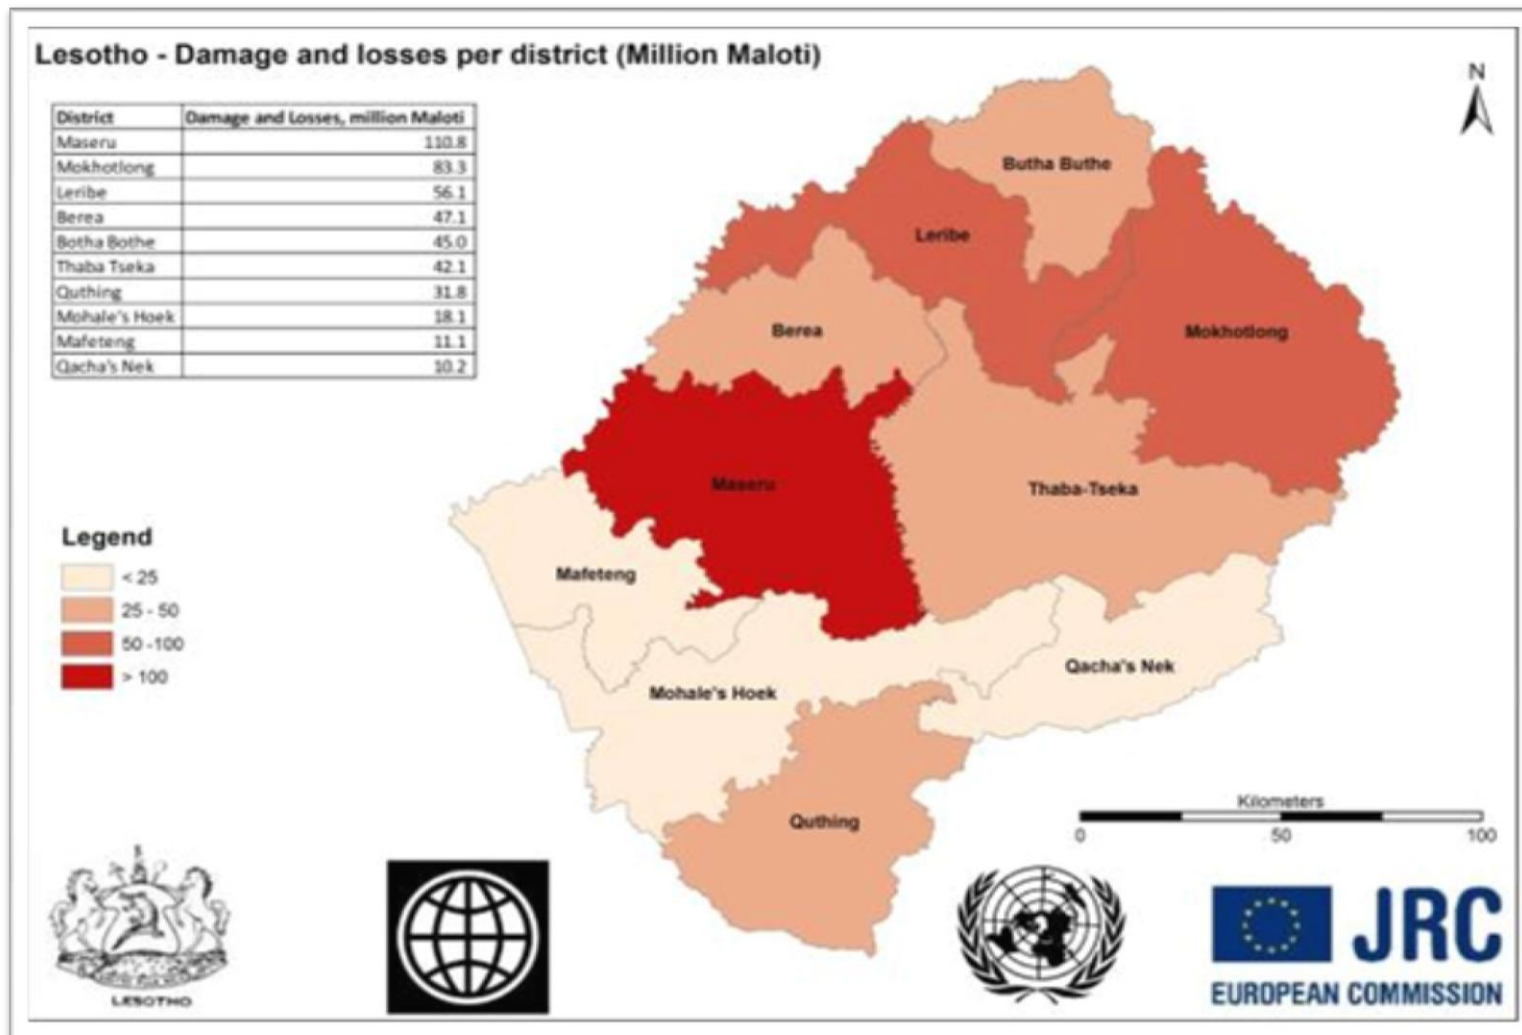 Lesotho - Damage and losses per district (Million Maloti)
N
District Damage and Losses, million Maloti
Maseru 110.8
Mokhotlong 83.3
Leribe 56.1
Berea 47.1
Botha Bothe 45.0
Thaba Tseka 42.1
Quthing 31.8
Mohale's Hoek 18.1
Mafeteng 11.1
Qacha's Nek 10.2
Butha Buthe
Leribe
Berea
Mokhotlong
Maseru
Thaba-Tseka
Mafeteng
Qacha's Nek
Mohale's Hoek
Quthing
Legend
< 25
25 - 50
50 -100
> 100
Kilometers
0 50 100
LESOTHO
JRC
EUROPEAN COMMISSION